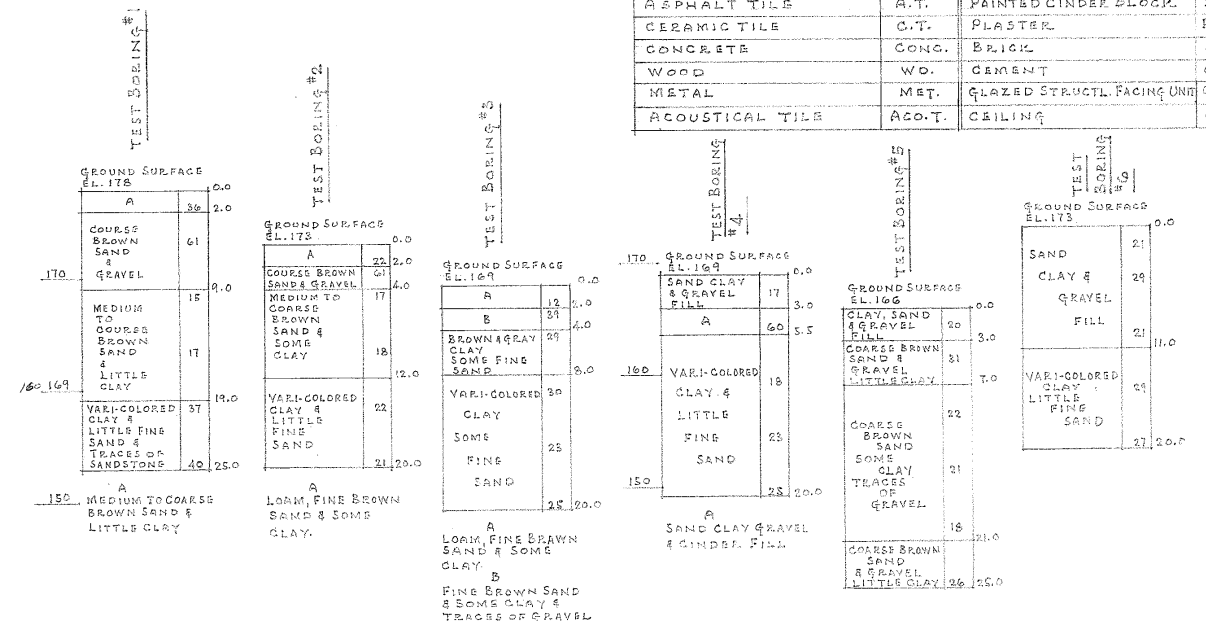 ASPHALT TILE A.T. PAINTED CINDER BLOCK
CERAMIC TILE C.T. PLASTER
CONCRETE CONC. BRICK
WOOD WD. CEMENT
METAL MET. GLAZED STRUCTL. FACING UNIT
ACOUSTICAL TILE ACO.T. CEILING
TEST BORING #1
GROUND SURFACE
EL. 178
0.0
A 36 2.0
COURSE
BROWN 61
SAND
&
GRAVEL
170
9.0
15
MEDIUM
TO
COURSE
BROWN
SAND 17
&
LITTLE
CLAY
160 169
19.0
VARI-COLORED 37
CLAY &
LITTLE FINE
SAND &
TRACES OF
SANDSTONE 40 25.0
A
150 MEDIUM TO COARSE
BROWN SAND &
LITTLE CLAY
TEST BORING #2
GROUND SURFACE
EL. 173
0.0
A
22 2.0
COURSE BROWN 61
SAND & GRAVEL 4.0
MEDIUM TO 17
COARSE
BROWN
SAND &
SOME
CLAY 18
12.0
VARI-COLORED
CLAY & 22
LITTLE
FINE
SAND
21 20.0
A
LOAM, FINE BROWN
SAND & SOME
CLAY.
TEST BORING #3
GROUND SURFACE
EL. 169
0.0
A
12 2.0
B 39
4.0
BROWN & GRAY 29
CLAY
SOME FINE
SAND 8.0
VARI-COLORED 30
CLAY
SOME
23
FINE
SAND
25 20.0
A
LOAM, FINE BRAWN
SAND & SOME
CLAY.
B
FINE BROWN SAND
& SOME CLAY &
TRACES OF GRAVEL
TEST BORING
#4
170 GROUND SURFACE
EL. 169
0.0
SAND CLAY
& GRAVEL 17
FILL 3.0
A 60 5.5
160 VARI-COLORED 18
CLAY &
LITTLE
FINE 23
SAND
150
25 20.0
A
SAND CLAY GRAVEL
& CINDER FILL
TEST BORING #5
GROUND SURFACE
EL. 166
0.0
CLAY, SAND
& GRAVEL 20
FILL 3.0
COARSE BROWN
SAND & 31
GRAVEL
LITTLE CLAY 7.0
22
COARSE
BROWN
SAND
SOME
CLAY 21
TRACES
OF
GRAVEL
18
21.0
COARSE BROWN
SAND
& GRAVEL
LITTLE CLAY 26 25.0
TEST
BORING
#6
GROUND SURFACE
EL. 173
0.0
21
SAND
CLAY & 29
GRAVEL
FILL
21
11.0
VARI-COLORED
CLAY 29
LITTLE
FINE
SAND
27 20.0